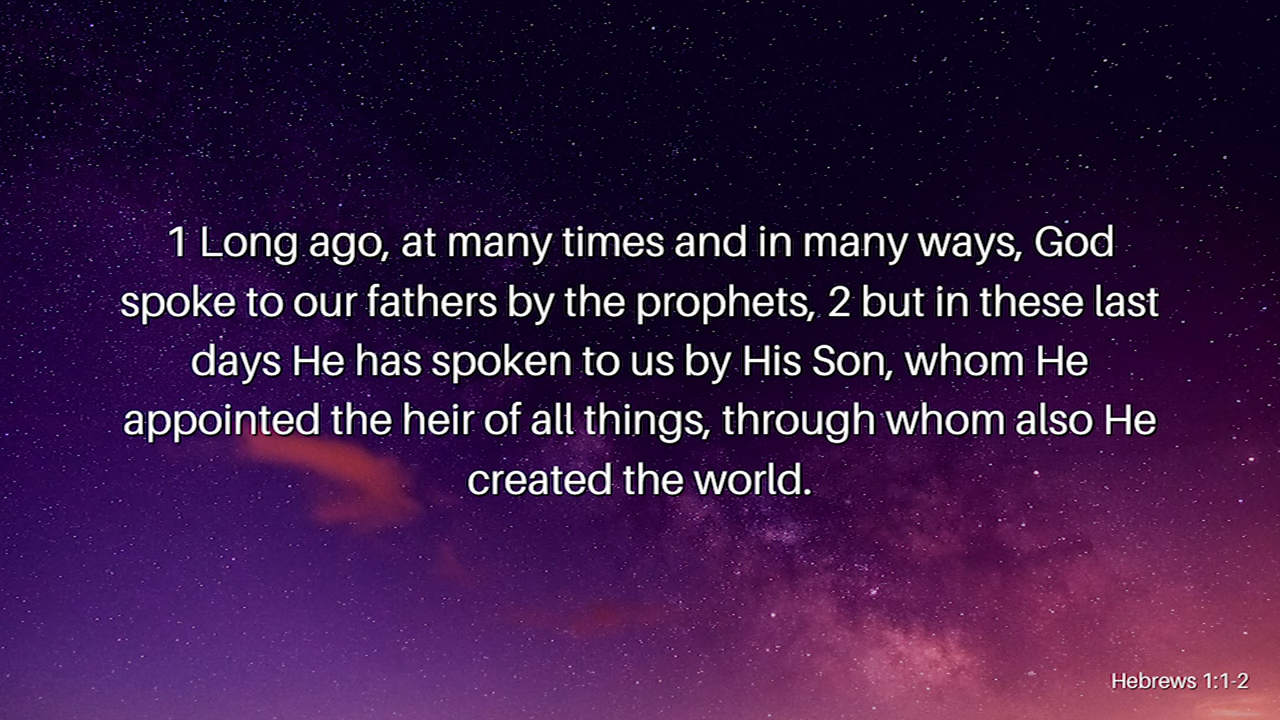 1 Long ago, at many times and in many ways, God
spoke to our fathers by the prophets, 2 but in these last
days He has spoken to us by His Son, whom He
appointed the heir of all things, through whom also He
created the world.
Hebrews 1:1-2